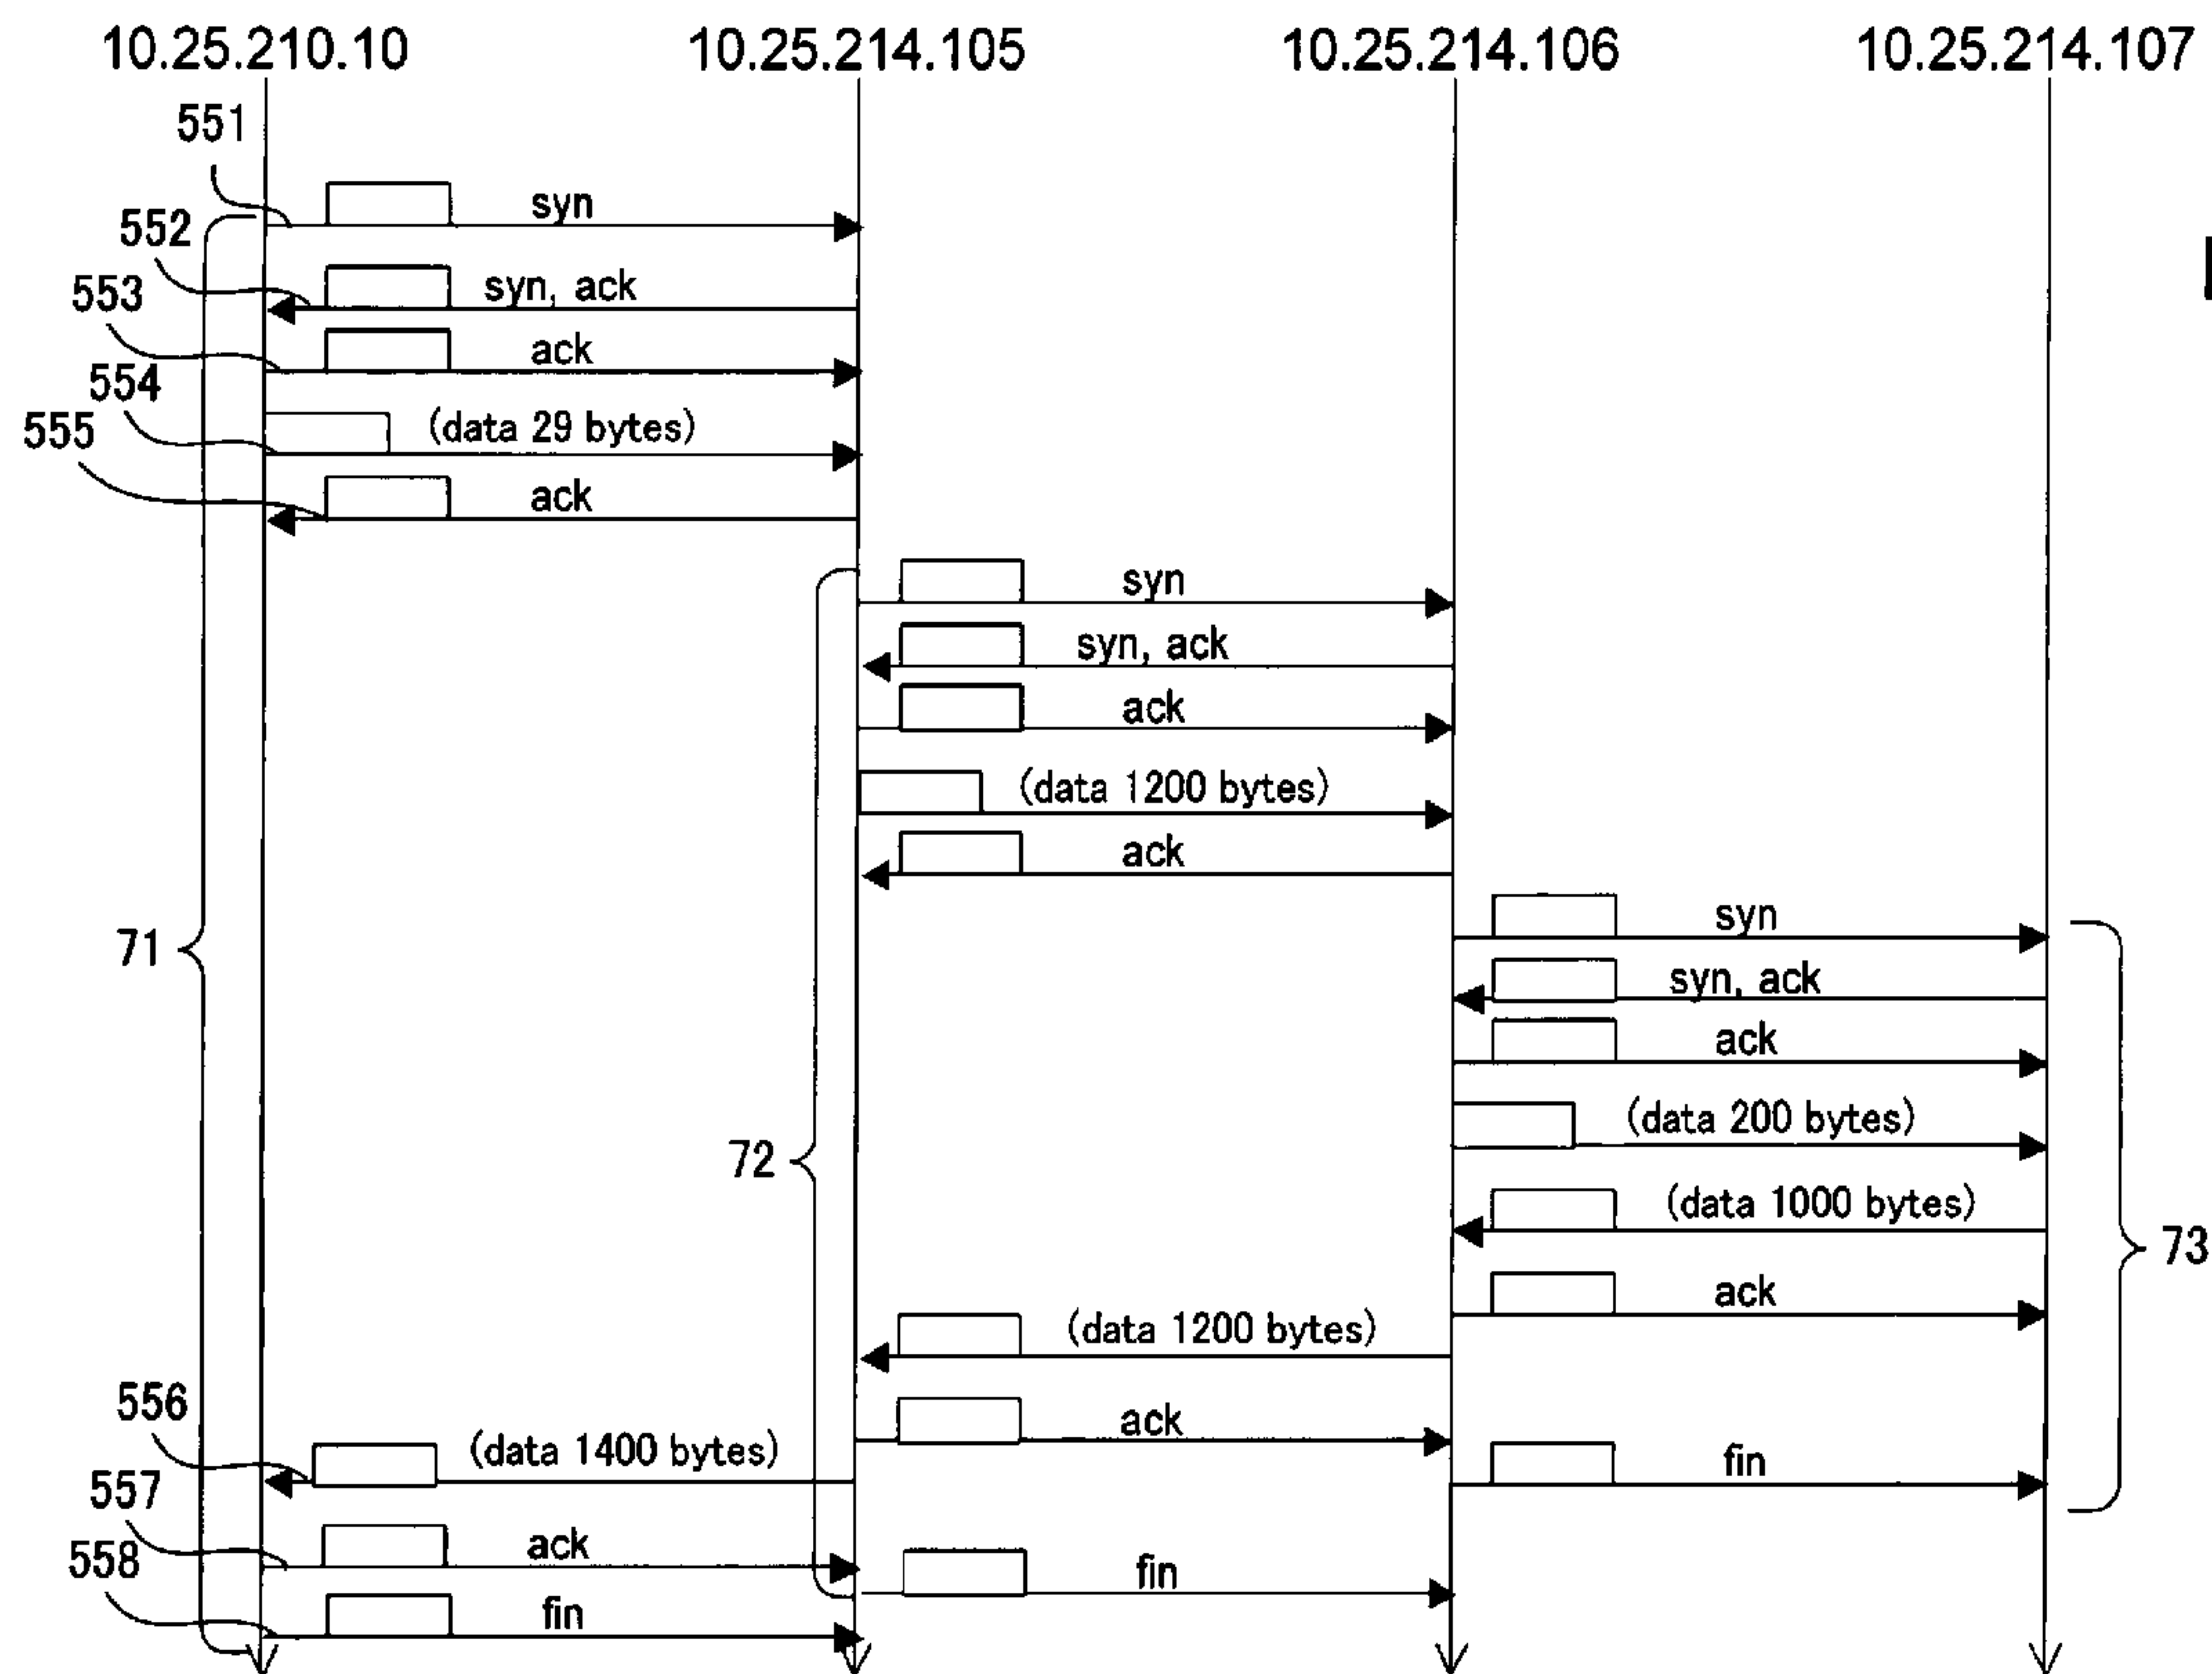 10.25.210.10 10.25.214.105 10.25.214.106 10.25.214.107
551
syn
552
syn, ack
553
ack
554
(data 29 bytes)
555
ack
syn
syn, ack
ack
(data 1200 bytes)
ack
syn
71
syn, ack
ack
(data 200 bytes)
72
(data 1000 bytes)
73
ack
(data 1200 bytes)
556
ack
(data 1400 bytes)
fin
557
ack
558
fin
fin